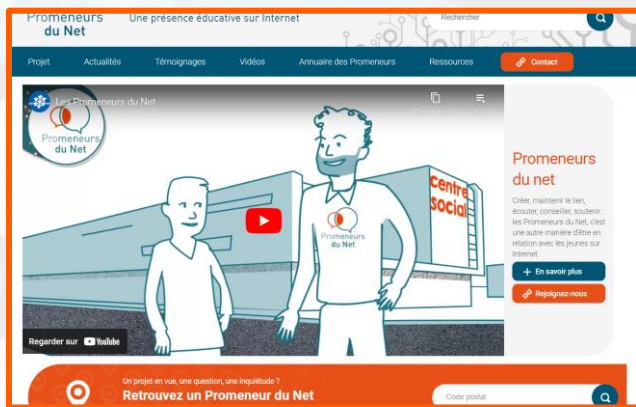 Promeneurs
du Net
Une présence éducative sur Internet
Rechercher
Projet
Actualités
Témoignages
Vidéos
Annuaire des Promeneurs
Ressources
Contact
Les Promeneurs du Net
Promeneurs
du Net
centre
social
Promeneurs
du Net
Regarder sur YouTube
Promeneurs
du net
Créer, maintenir le lien,
écouter, conseiller, soutenir :
les Promeneurs du Net, c'est
une autre manière d'être en
relation avec les jeunes sur
Internet.
En savoir plus
Rejoignez-nous
Un projet en vue, une question, une inquiétude ?
Retrouvez un Promeneur du Net
Code postal